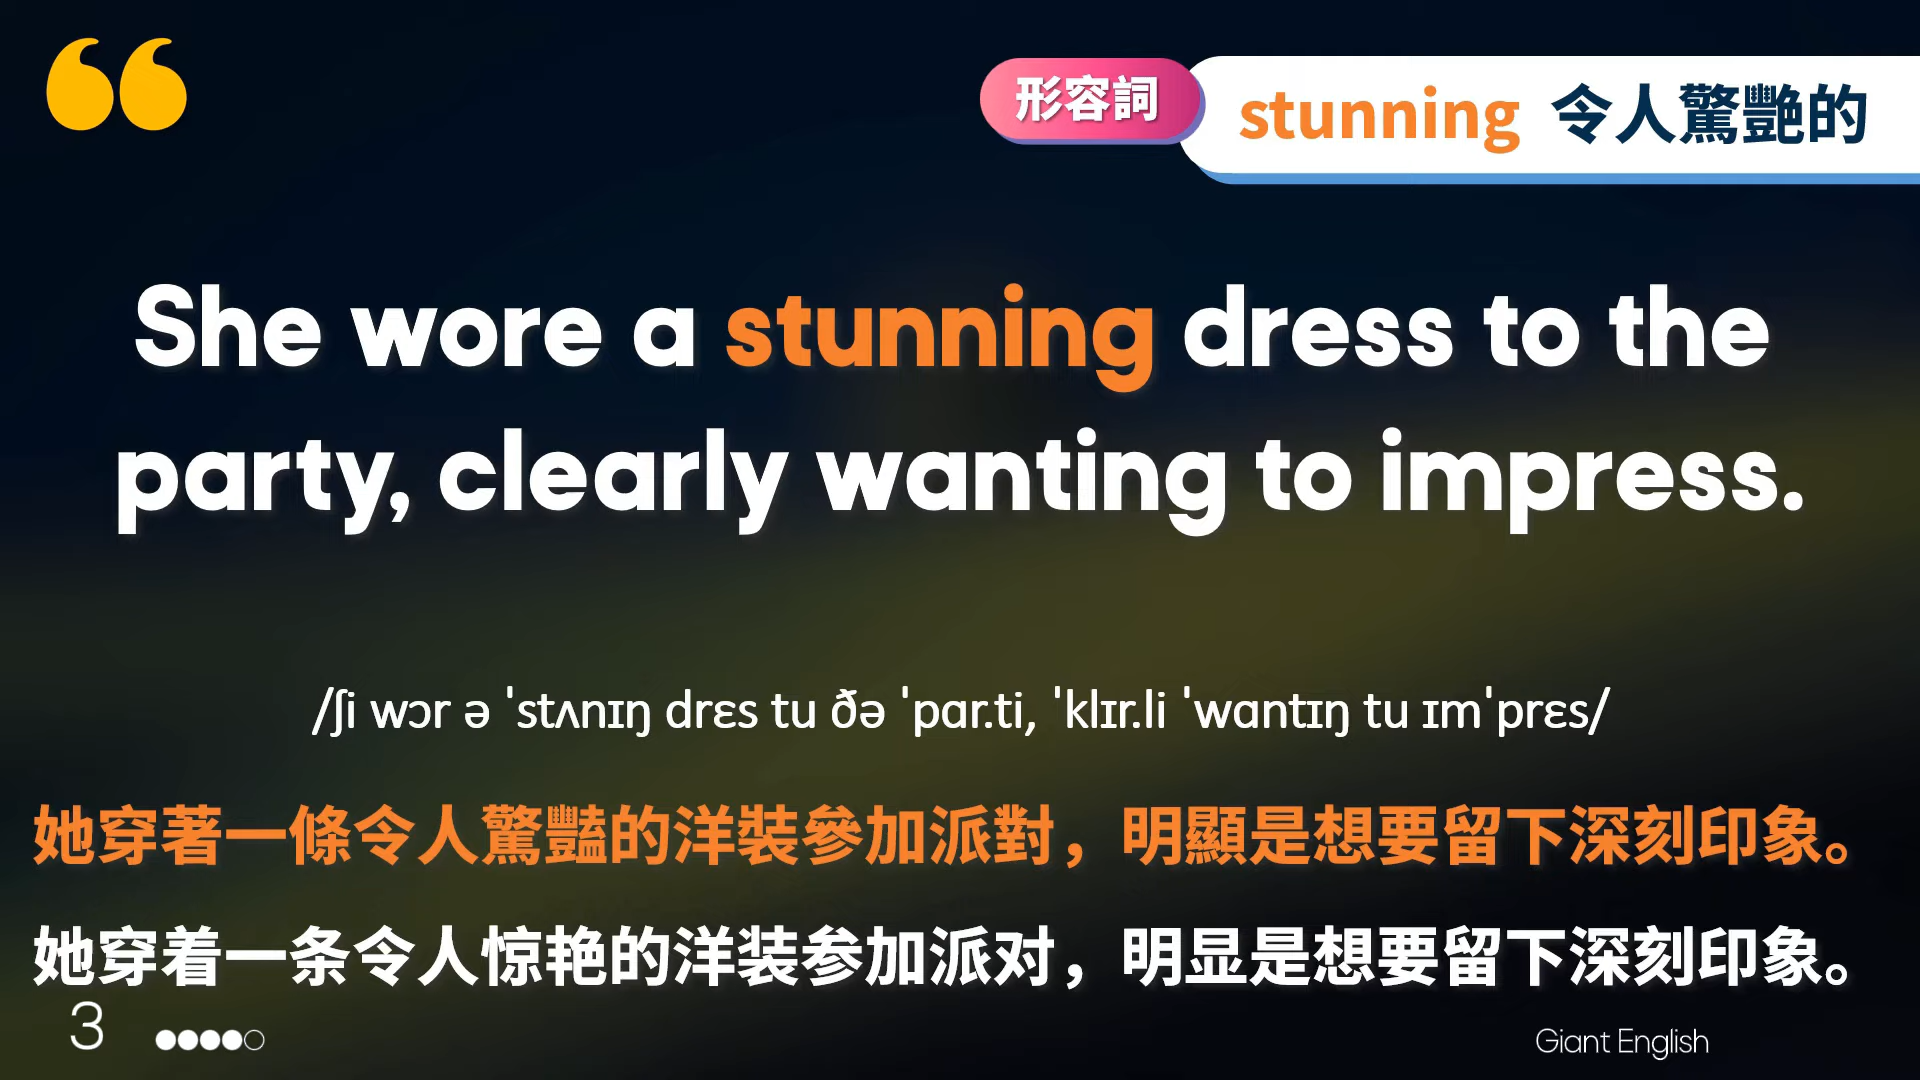 形容詞 stunning 令人驚艷的
She wore a stunning dress to the
party, clearly wanting to impress.
/ʃi wɔr ə ˈstʌnɪŋ drɛs tu ðə ˈpɑr.ti, ˈklɪr.li ˈwɑntɪŋ tu ɪmˈprɛs/
她穿著一條令人驚豔的洋裝參加派對，明顯是想要留下深刻印象。
她穿着一条令人惊艳的洋装参加派对，明显是想要留下深刻印象。
3
Giant English